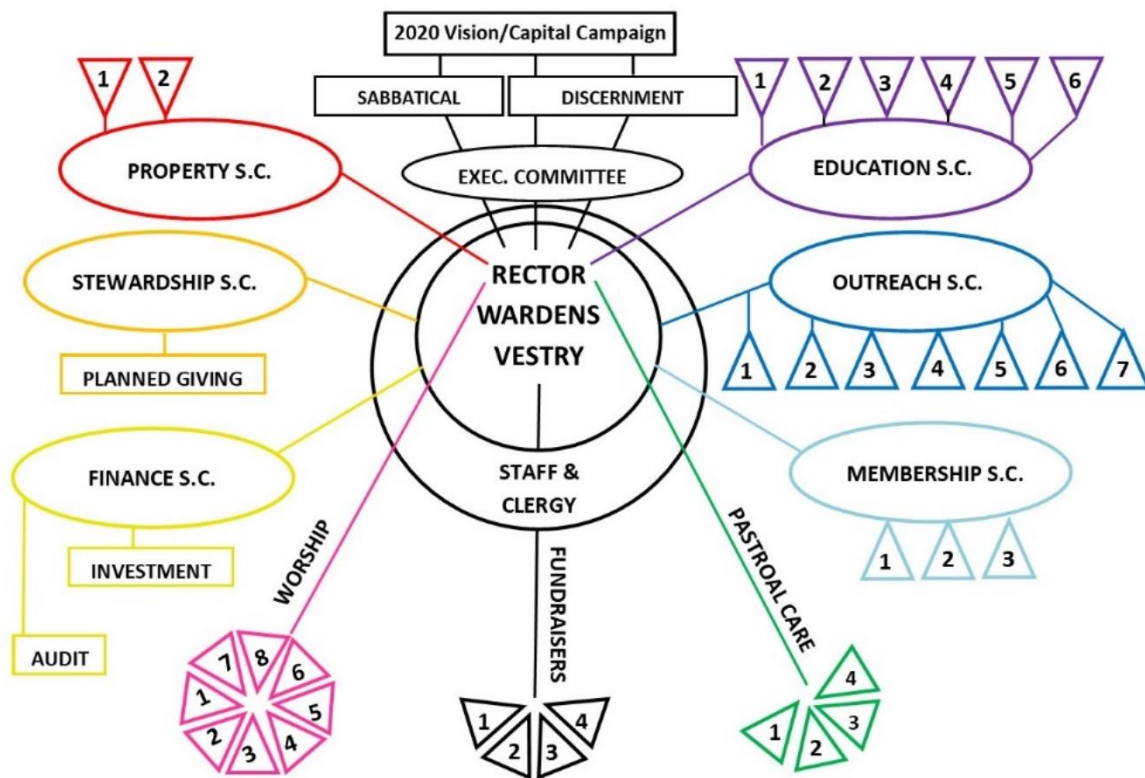 2020 Vision/Capital Campaign
SABBATICAL
DISCERNMENT
EXEC. COMMITTEE
1 2
PROPERTY S.C.
1 2 3 4 5 6
EDUCATION S.C.
RECTOR
WARDENS
VESTRY
STAFF &
CLERGY
STEWARDSHIP S.C.
PLANNED GIVING
OUTREACH S.C.
1 2 3 4 5 6 7
FINANCE S.C.
INVESTMENT
AUDIT
MEMBERSHIP S.C.
1 2 3
WORSHIP
7 8 6
1 5
2 3 4
FUNDRAISERS
1 2 3 4
PASTROAL CARE
4
1 2 3